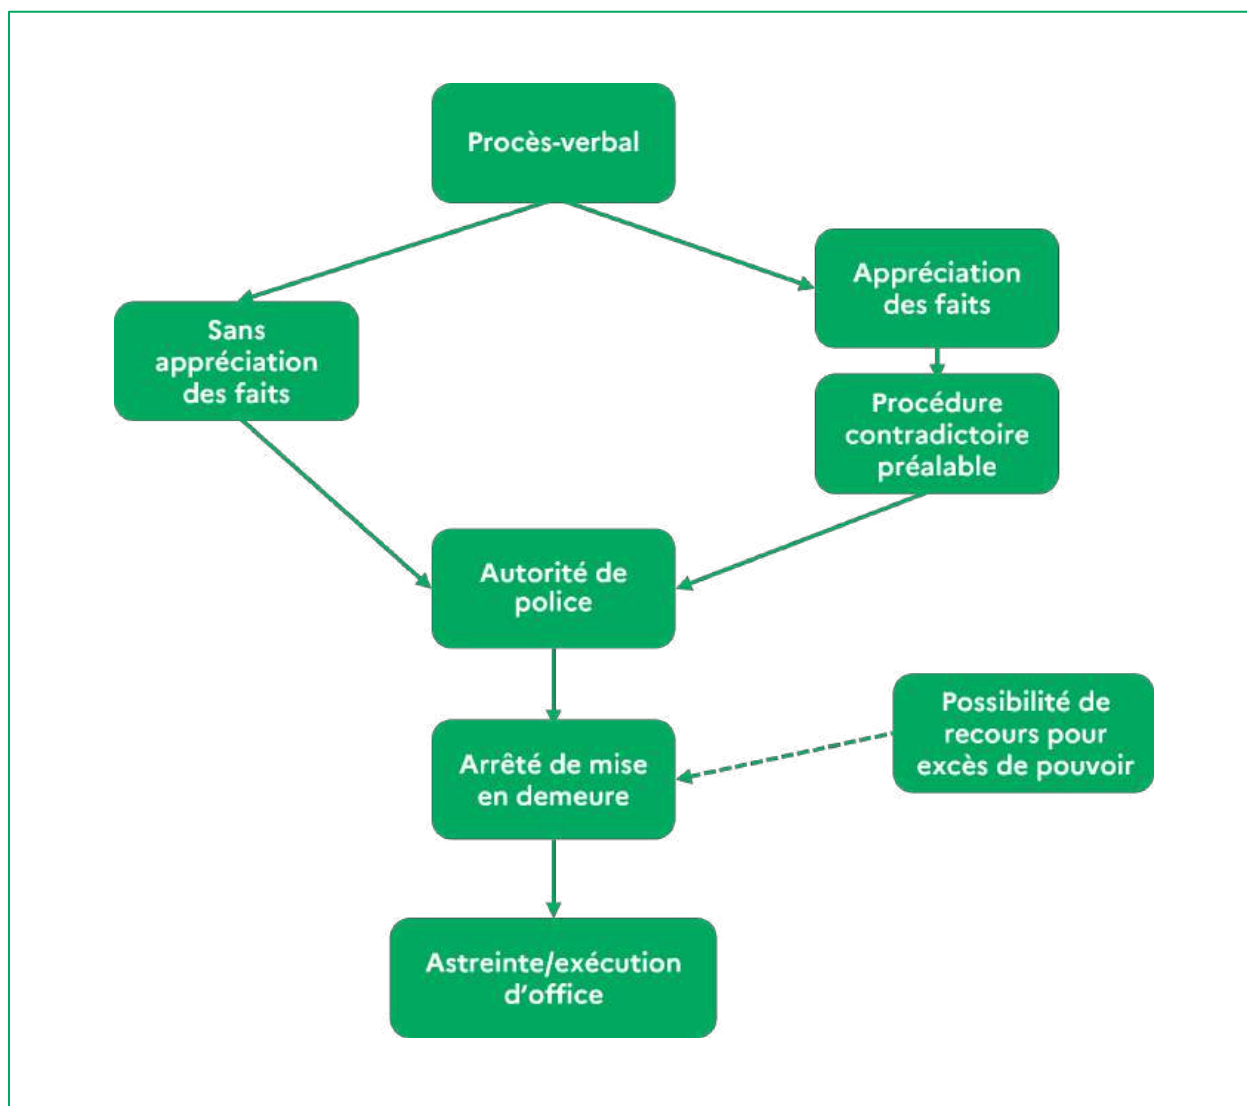 Procès-verbal
Appréciation
des faits
Sans
appréciation
des faits
Procédure
contradictoire
préalable
Autorité de
police
Possibilité de
recours pour
excès de pouvoir
Arrêté de mise
en demeure
Astreinte/exécution
d'office